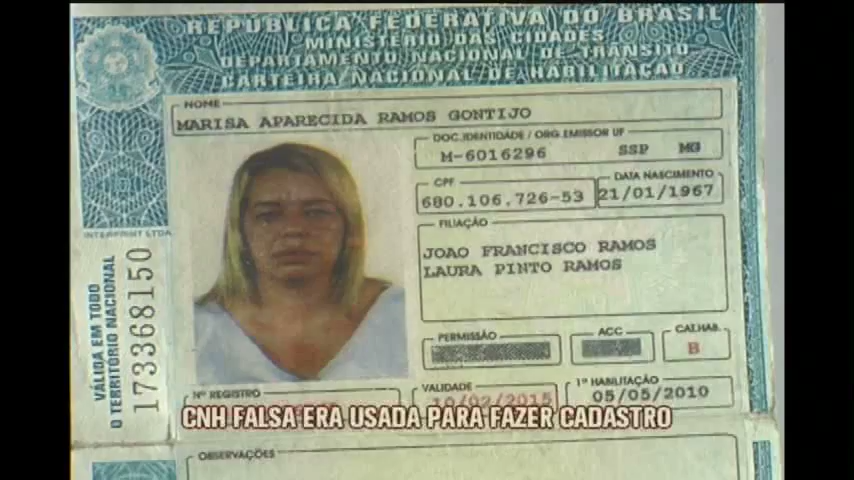 REPÚBLICA FEDERATIVA DO BRASIL
MINISTÉRIO DAS CIDADES
DEPARTAMENTO NACIONAL DE TRÂNSITO
CARTEIRA NACIONAL DE HABILITAÇÃO
NOME
MARISA APARECIDA RAMOS GONTIJO
DOC. IDENTIDADE / ORG. EMISSOR UF
M-6016296 SSP MG
CPF
DATA NASCIMENTO
680.106.726-53
21/01/1967
FILIAÇÃO
JOAO FRANCISCO RAMOS
LAURA PINTO RAMOS
PERMISSÃO
ACC
CAT.HAB.
B
Nº REGISTRO
VALIDADE
10/02/2015
1ª HABILITAÇÃO
05/05/2010
OBSERVAÇÕES
INTERPRINT LTDA
VÁLIDA EM TODO
O TERRITÓRIO NACIONAL
173368150
CNH FALSA ERA USADA PARA FAZER CADASTRO